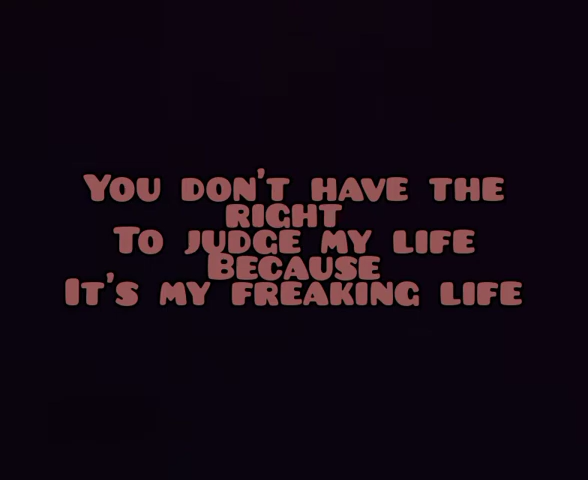 You don't have the
right
To judge my life
Because
It's my freaking life